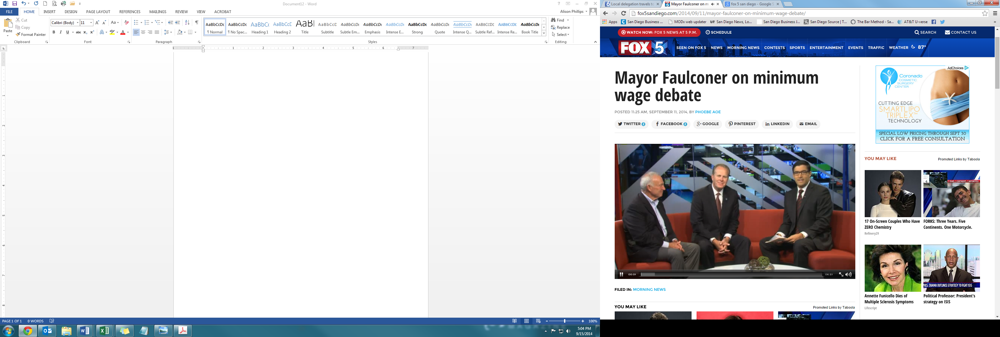 Document12 - Word
FILE HOME INSERT DESIGN PAGE LAYOUT REFERENCES MAILINGS REVIEW VIEW ACROBAT
Alison Phillips
Paste
Cut
Copy
Format Painter
Calibri (Body) 11
AaBbCcDc AaBbCcDc AaBbC( AaBbCcE AaBI AaBbCcD AaBbCcDc AaBbCcDc AaBbCcDc AaBbCcDc AaBbCcDc AaBbCcDc AABBCCDC AABBCCDC AaBbCcDc
¶ Normal ¶ No Spac... Heading 1 Heading 2 Title Subtitle Subtle Em... Emphasis Intense E... Strong Quote Intense Q... Subtle Ref... Intense Re... Book Title
Find
Replace
Select
Clipboard Font Paragraph Styles Editing
1 1 2 3 4 5 6 7
1
2
3
4
5
6
7
8
PAGE 1 OF 1 0 WORDS
100%
5:04 PM
9/15/2014
Local delegation travels to
Mayor Faulconer on m
fox 5 san diego - Google S
fox5sandiego.com/2014/09/11/mayor-faulconer-on-minimum-wage-debate/
Apps San Diego Business ... MODx web updater San Diego News, Lo... San Diego Business J... San Diego Source | T... The Bar Method - Sa... AT&T U-verse
WATCH NOW: FOX 5 NEWS AT 5 P.M. SCHEDULE SEARCH CONTACT US
FOX 5 SEEN ON FOX 5 NEWS MORNING NEWS CONTESTS SPORTS ENTERTAINMENT EVENTS TRAFFIC WEATHER 87°
Mayor Faulconer on minimum
wage debate
POSTED 11:25 AM, SEPTEMBER 11, 2014, BY PHOEBE AOE
TWITTER 2 FACEBOOK 2 GOOGLE PINTEREST LINKEDIN EMAIL
00:01 06:21
FILED IN: MORNING NEWS
YOU MAY LIKE Promoted Links by Taboola
AdChoices
Coronado
COSMETIC
SURGERY
CENTER
CUTTING EDGE
SMARTLIPO
TRIPLEX™
TECHNOLOGY
SPECIAL LOW PRICING THROUGH SEPT 30
CLICK FOR A FREE CONSULTATION
YOU MAY LIKE Promoted Links by Taboola
3 YEARS. 5 CONTINENTS. 1 MOTORCYCLE.
17 On-Screen Couples Who Have
ZERO Chemistry
Refinery29
FORKS: Three Years. Five
Continents. One Motorcycle.
RES. OBAMA OUTLINES STRATEGY TO FIGHT ISIS
Annette Funicello Dies of
Multiple Sclerosis Symptoms
Lifescript
Political Professor: President's
strategy on ISIS